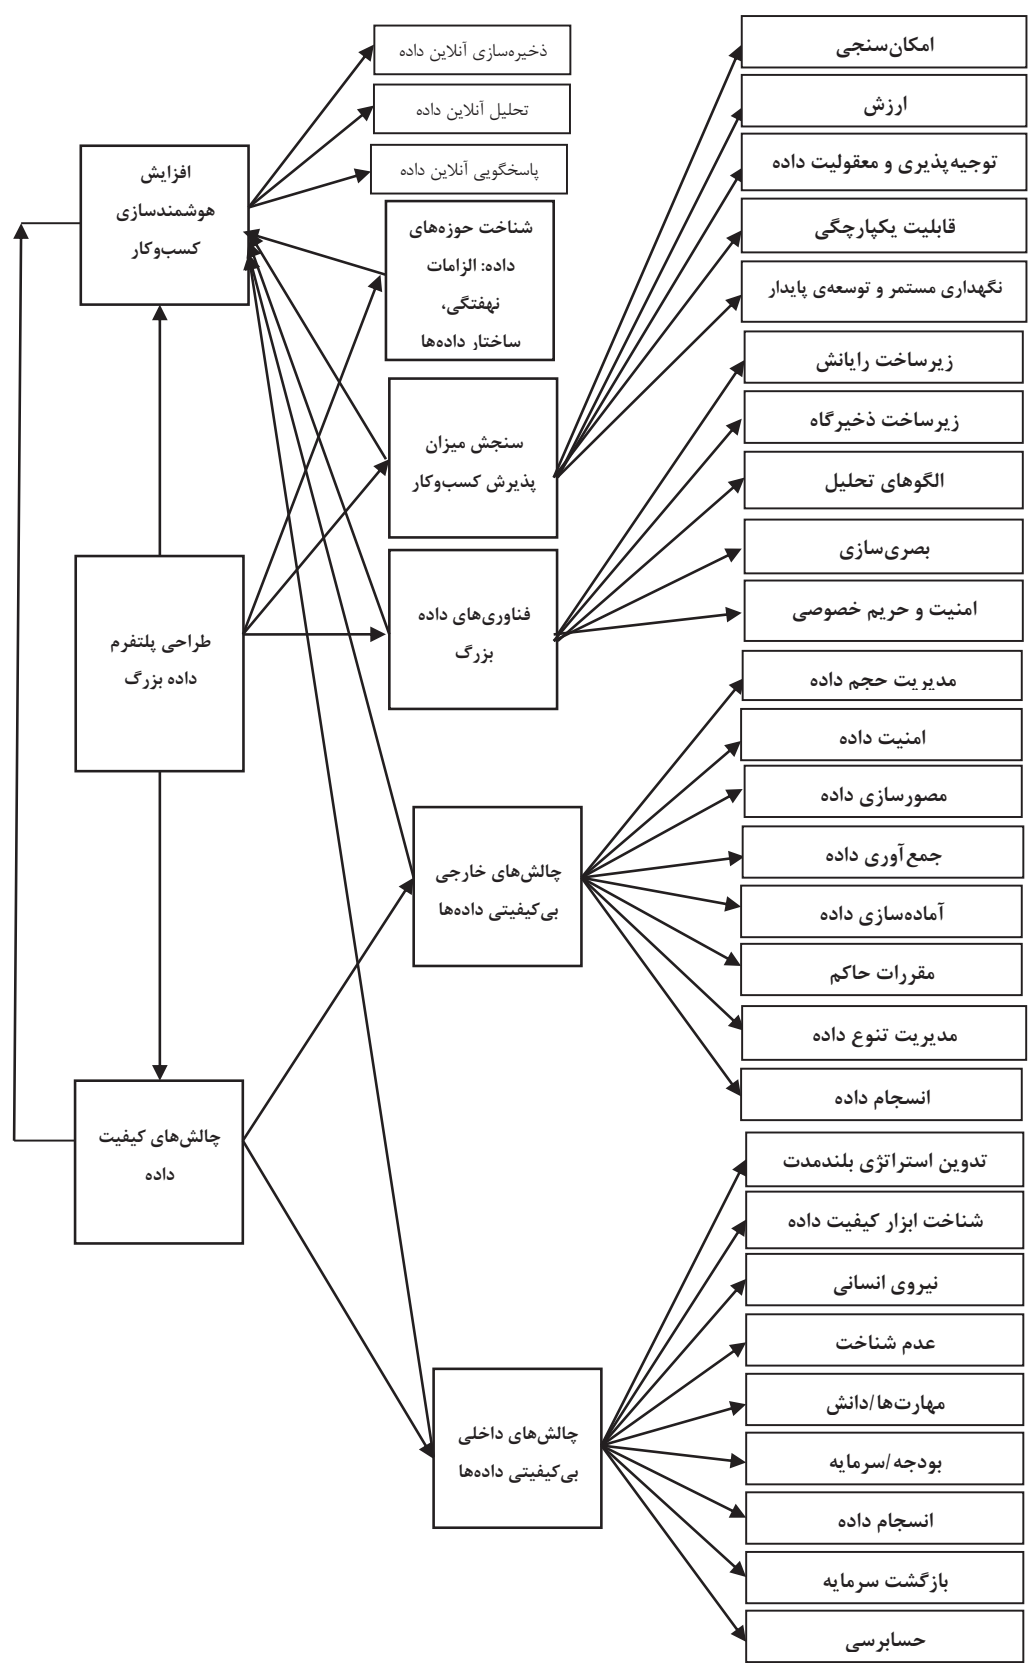 ذخیره‌سازی آنلاین داده
تحلیل آنلاین داده
پاسخگویی آنلاین داده
افزایش
هوشمندسازی
کسب‌وکار
شناخت حوزه‌های
داده: الزامات
نهفتگی،
ساختار داده‌ها
سنجش میزان
پذیرش کسب‌وکار
فناوری‌های داده
بزرگ
طراحی پلتفرم
داده بزرگ
چالش‌های خارجی
بی‌کیفیتی داده‌ها
چالش‌های کیفیت
داده
چالش‌های داخلی
بی‌کیفیتی داده‌ها
امکان‌سنجی
ارزش
توجیه‌پذیری و معقولیت داده
قابلیت یکپارچگی
نگهداری مستمر و توسعه‌ی پایدار
زیرساخت رایانش
زیرساخت ذخیرگاه
الگوهای تحلیل
بصری‌سازی
امنیت و حریم خصوصی
مدیریت حجم داده
امنیت داده
مصورسازی داده
جمع‌آوری داده
آماده‌سازی داده
مقررات حاکم
مدیریت تنوع داده
انسجام داده
تدوین استراتژی بلندمدت
شناخت ابزار کیفیت داده
نیروی انسانی
عدم شناخت
مهارت‌ها/دانش
بودجه/سرمایه
انسجام داده
بازگشت سرمایه
حسابرسی